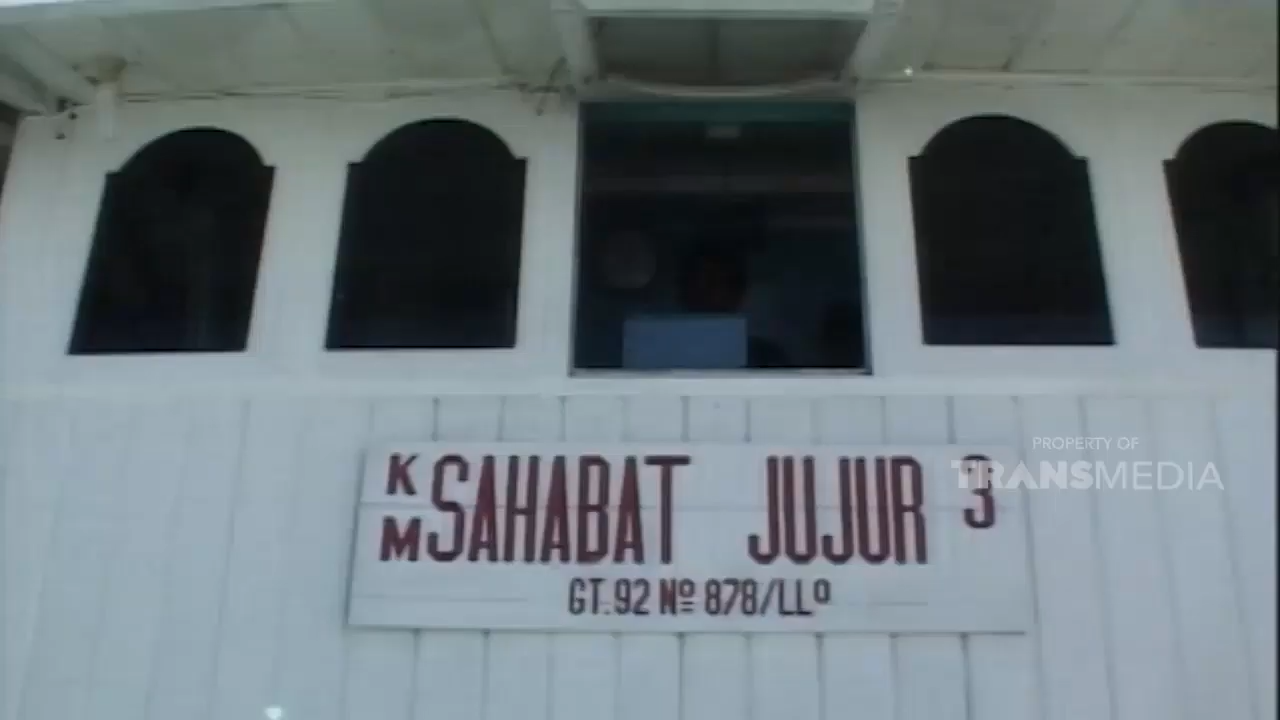 KM SAHABAT JUJUR 3
GT.92 Nº 878/LLº
PROPERTY OF
TRANSMEDIA